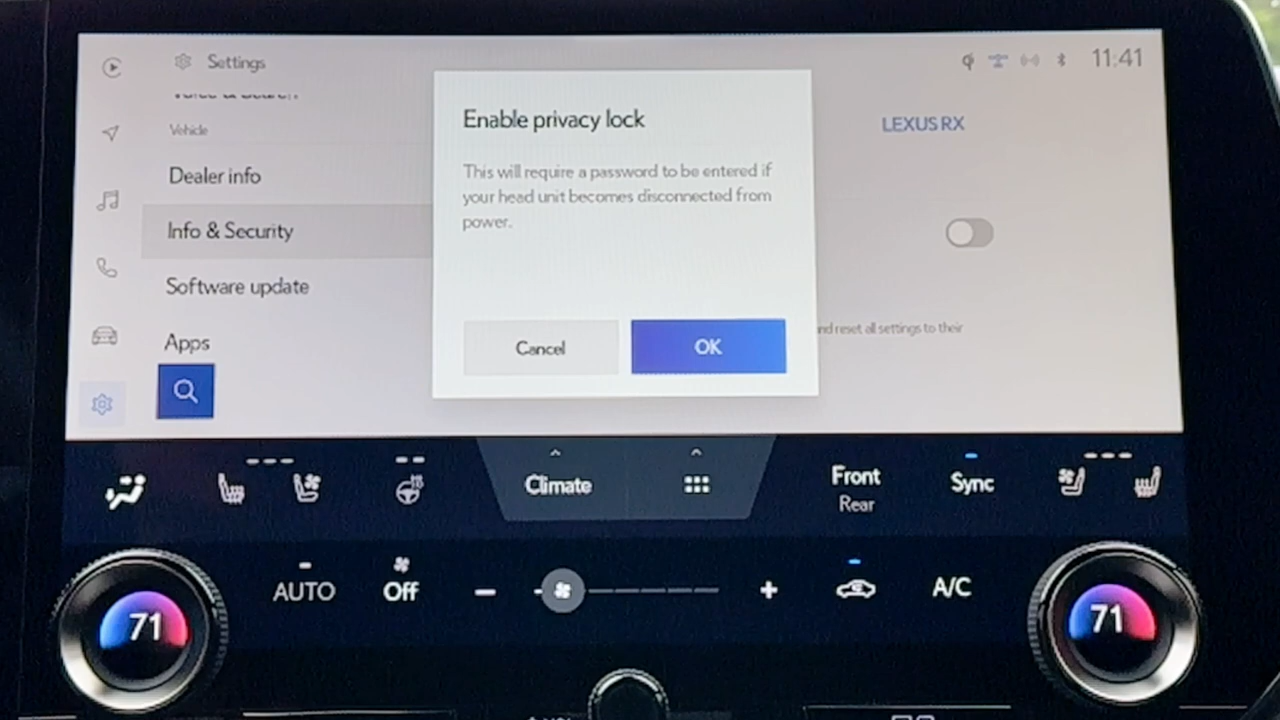 Settings
11:41
Vehicle
Dealer info
Info & Security
Software update
Apps
Enable privacy lock
This will require a password to be entered if
your head unit becomes disconnected from
power.
Cancel
OK
LEXUS RX
and reset all settings to their
Climate
Front
Rear
Sync
AUTO
Off
A/C
71
71